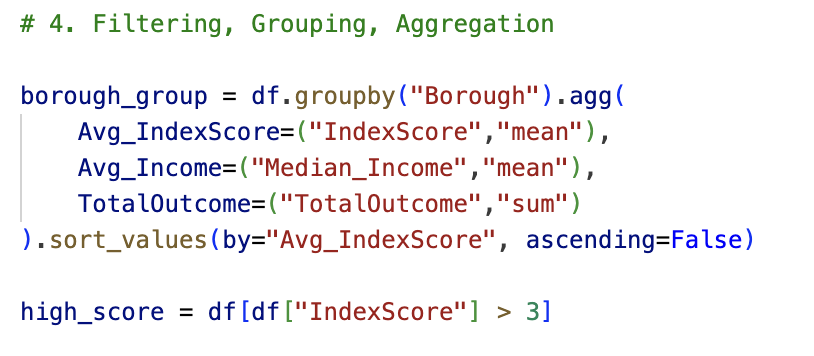 # 4. Filtering, Grouping, Aggregation
borough_group = df.groupby("Borough").agg(
    Avg_IndexScore=("IndexScore","mean"),
    Avg_Income=("Median_Income","mean"),
    TotalOutcome=("TotalOutcome","sum")
).sort_values(by="Avg_IndexScore", ascending=False)
high_score = df[df["IndexScore"] > 3]